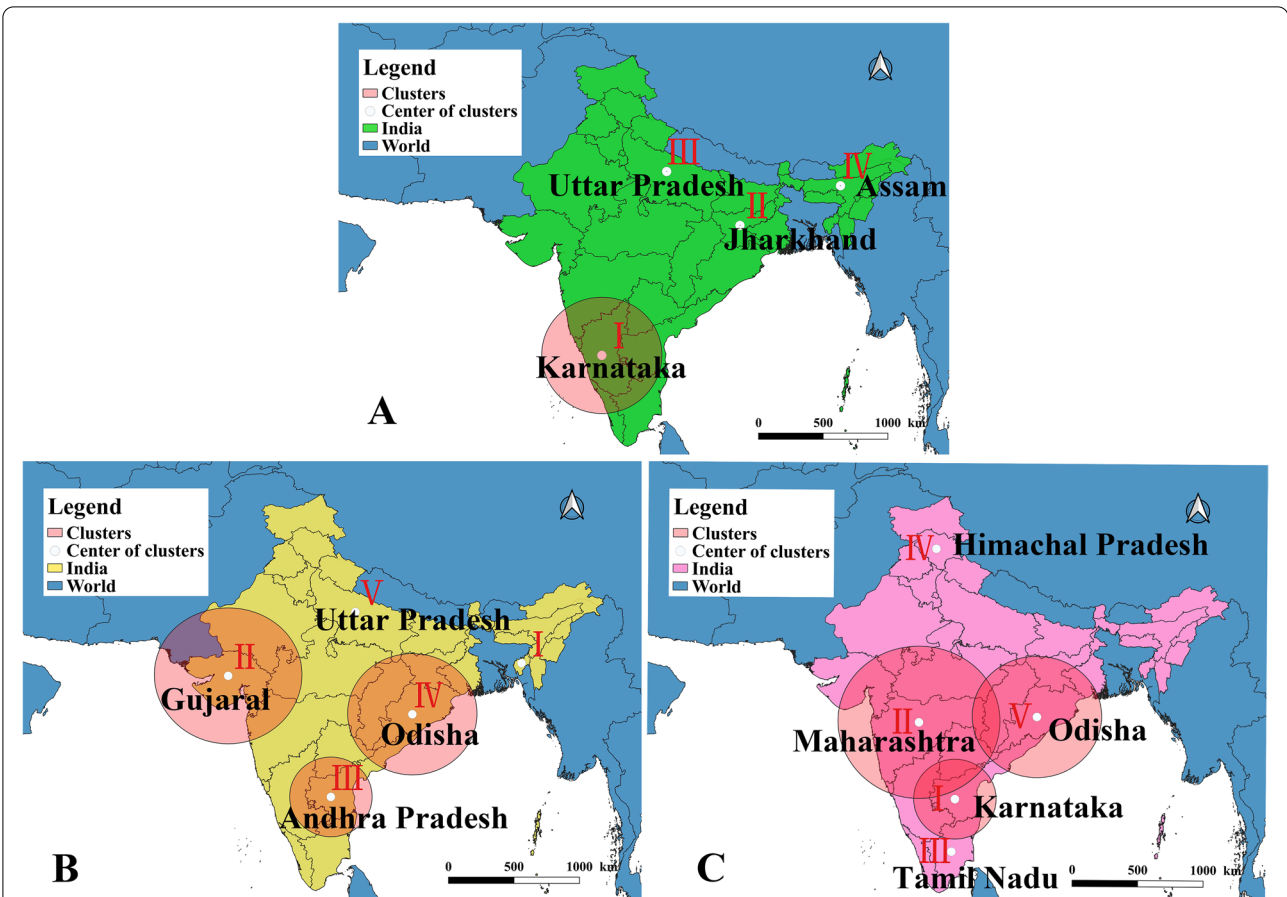 Legend
Clusters
Center of clusters
India
World
III
Uttar Pradesh
IV
Assam
II
Jharkhand
I
Karnataka
A
0 500 1000 km
Legend
Clusters
Center of clusters
India
World
V
Uttar Pradesh
I
II
Gujaral
IV
Odisha
III
Andhra Pradesh
B
0 500 1000 km
Legend
Clusters
Center of clusters
India
World
IV
Himachal Pradesh
II
Maharashtra
V
Odisha
I
Karnataka
III
Tamil Nadu
C
0 500 1000 km